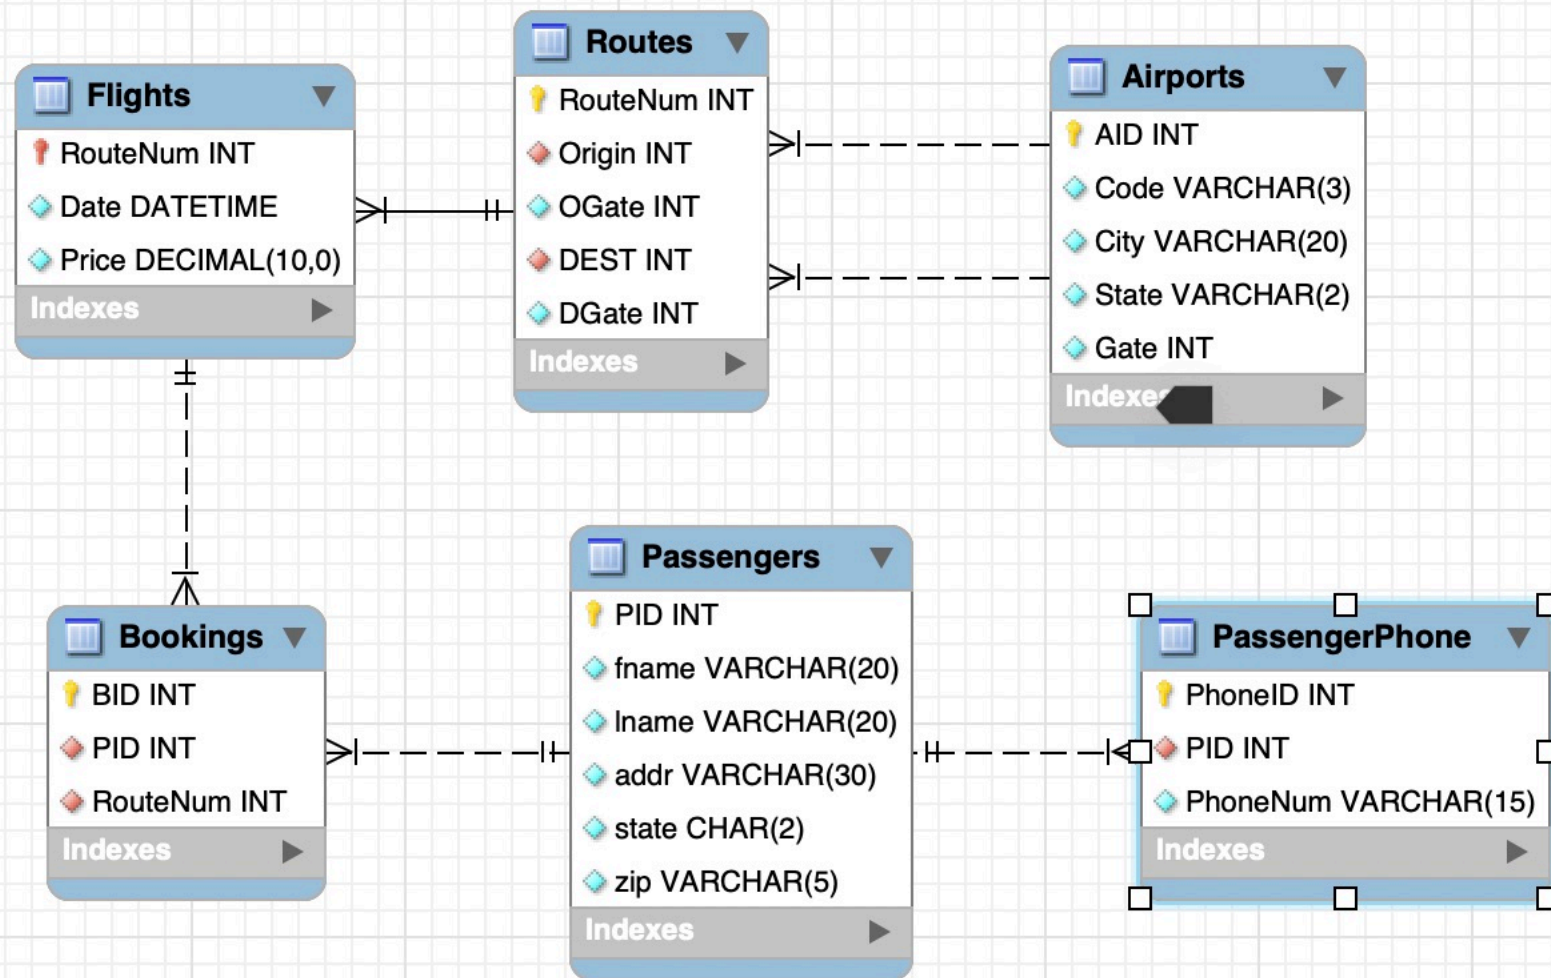 Flights
RouteNum INT
Date DATETIME
Price DECIMAL(10,0)
Indexes
Routes
RouteNum INT
Origin INT
OGate INT
DEST INT
DGate INT
Indexes
Airports
AID INT
Code VARCHAR(3)
City VARCHAR(20)
State VARCHAR(2)
Gate INT
Indexes
Bookings
BID INT
PID INT
RouteNum INT
Indexes
Passengers
PID INT
fname VARCHAR(20)
lname VARCHAR(20)
addr VARCHAR(30)
state CHAR(2)
zip VARCHAR(5)
Indexes
PassengerPhone
PhoneID INT
PID INT
PhoneNum VARCHAR(15)
Indexes